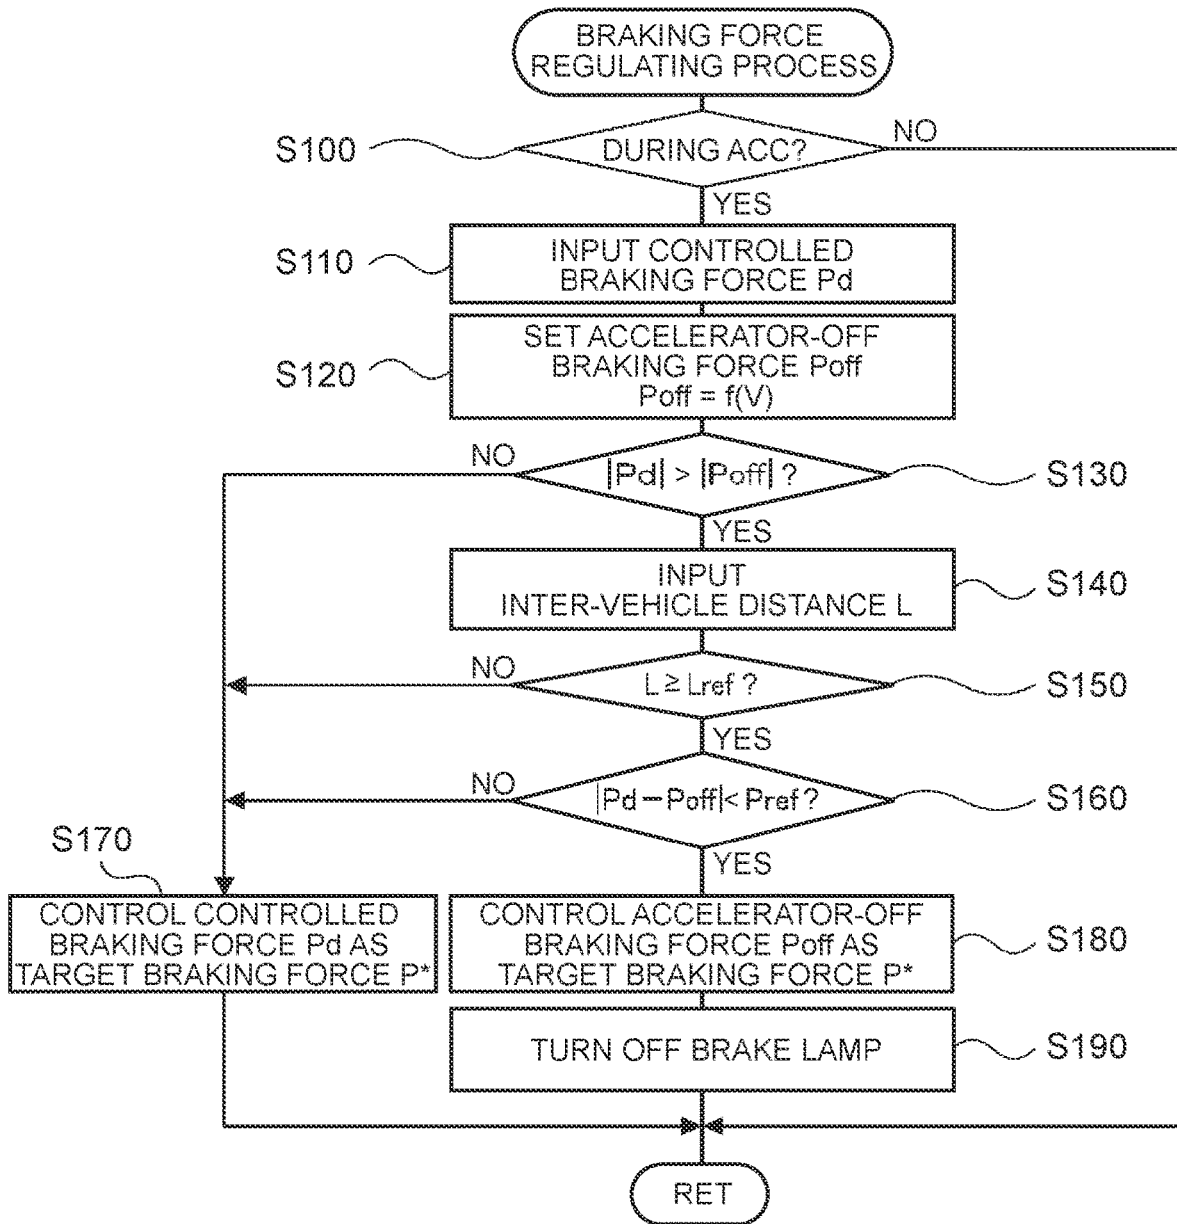 BRAKING FORCE
REGULATING PROCESS
S100
DURING ACC?
NO
YES
S110
INPUT CONTROLLED
BRAKING FORCE Pd
S120
SET ACCELERATOR-OFF
BRAKING FORCE Poff
Poff = f(V)
NO
|Pd| > |Poff| ?
S130
YES
INPUT
INTER-VEHICLE DISTANCE L
S140
NO
L ≥ Lref ?
S150
YES
NO
|Pd – Poff| < Pref ?
S160
YES
S170
CONTROL CONTROLLED
BRAKING FORCE Pd AS
TARGET BRAKING FORCE P*
CONTROL ACCELERATOR-OFF
BRAKING FORCE Poff AS
TARGET BRAKING FORCE P*
S180
TURN OFF BRAKE LAMP
S190
RET